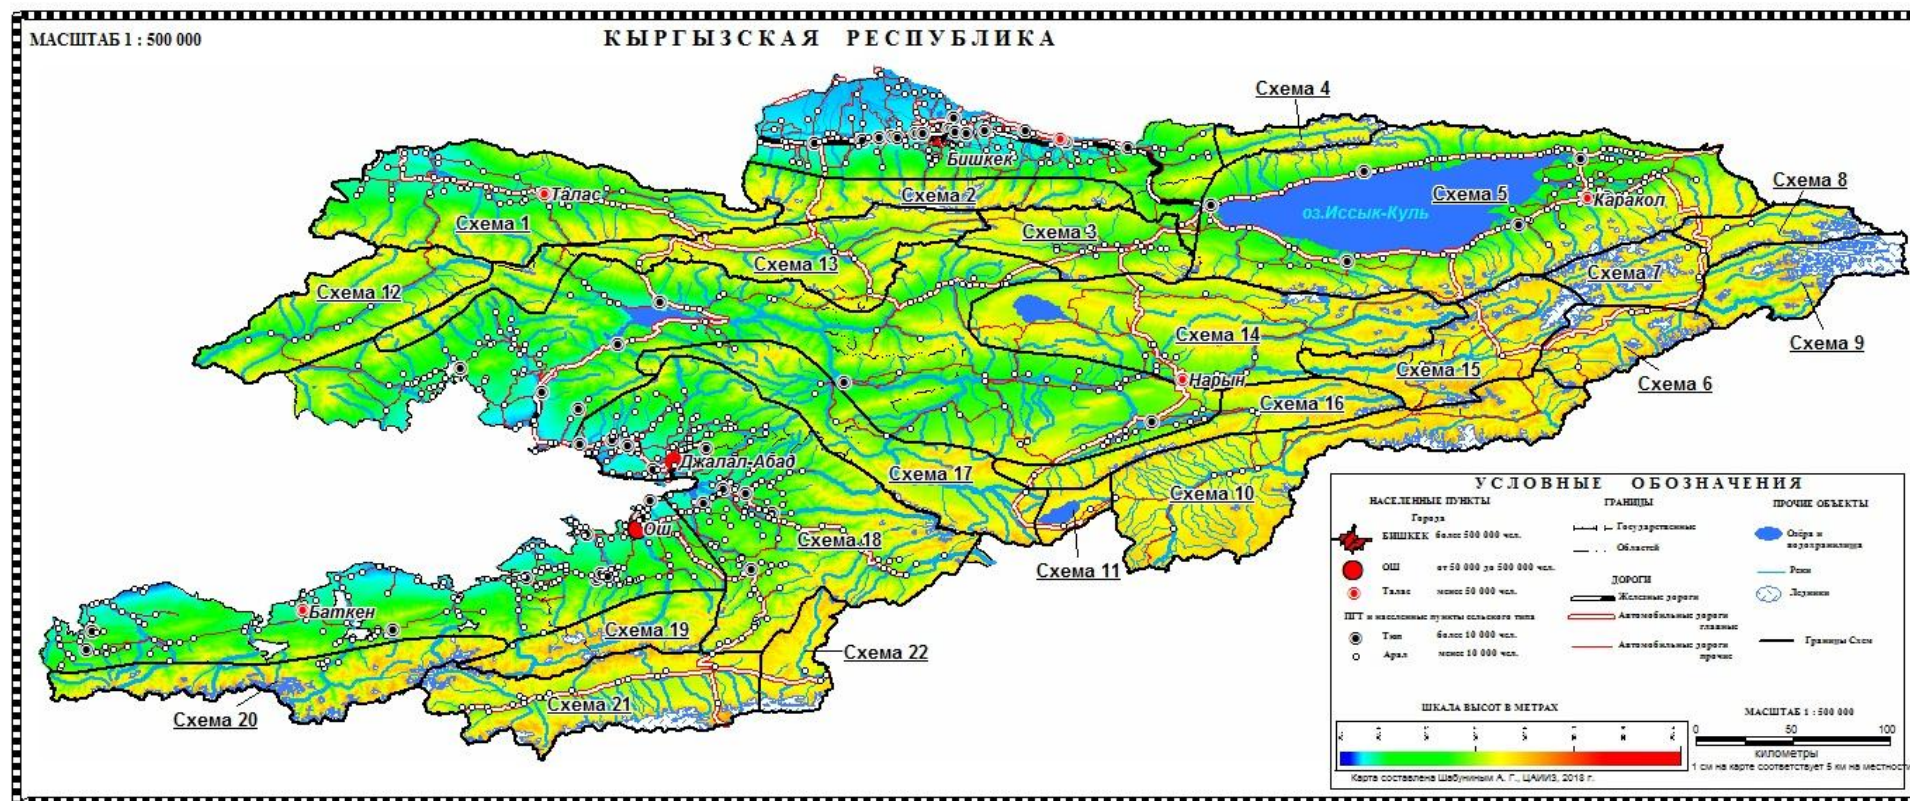 МАСШТАБ 1 : 500 000
КЫРГЫЗСКАЯ РЕСПУБЛИКА
Схема 4
Бишкек
Схема 2
Схема 5
Схема 8
Талас
Каракол
оз.Иссык-Куль
Схема 1
Схема 3
Схема 13
Схема 7
Схема 12
Схема 14
Схема 9
Схема 15
Нарын
Схема 6
Схема 16
Джалал-Абад
Схема 17
Схема 10
Ош
Схема 18
Схема 11
Баткен
Схема 19
Схема 22
Схема 21
Схема 20
УСЛОВНЫЕ ОБОЗНАЧЕНИЯ
НАСЕЛЕННЫЕ ПУНКТЫ
Города
БИШКЕК более 500 000 чел.
ОШ от 50 000 до 500 000 чел.
Талас менее 50 000 чел.
ПГТ и населенные пункты сельского типа
Тюп более 10 000 чел.
Арал менее 10 000 чел.
ГРАНИЦЫ
Государственные
Областей
ДОРОГИ
Железные дороги
Автомобильные дороги
главные
Автомобильные дороги
прочие
ПРОЧИЕ ОБЪЕКТЫ
Озёра и
водохранилища
Реки
Ледники
Границы Схем
ШКАЛА ВЫСОТ В МЕТРАХ
Карта составлена Шабуниным А. Г., ЦАИИЗ, 2018 г.
МАСШТАБ 1 : 500 000
0 50 100
километры
1 см на карте соответствует 5 км на местности